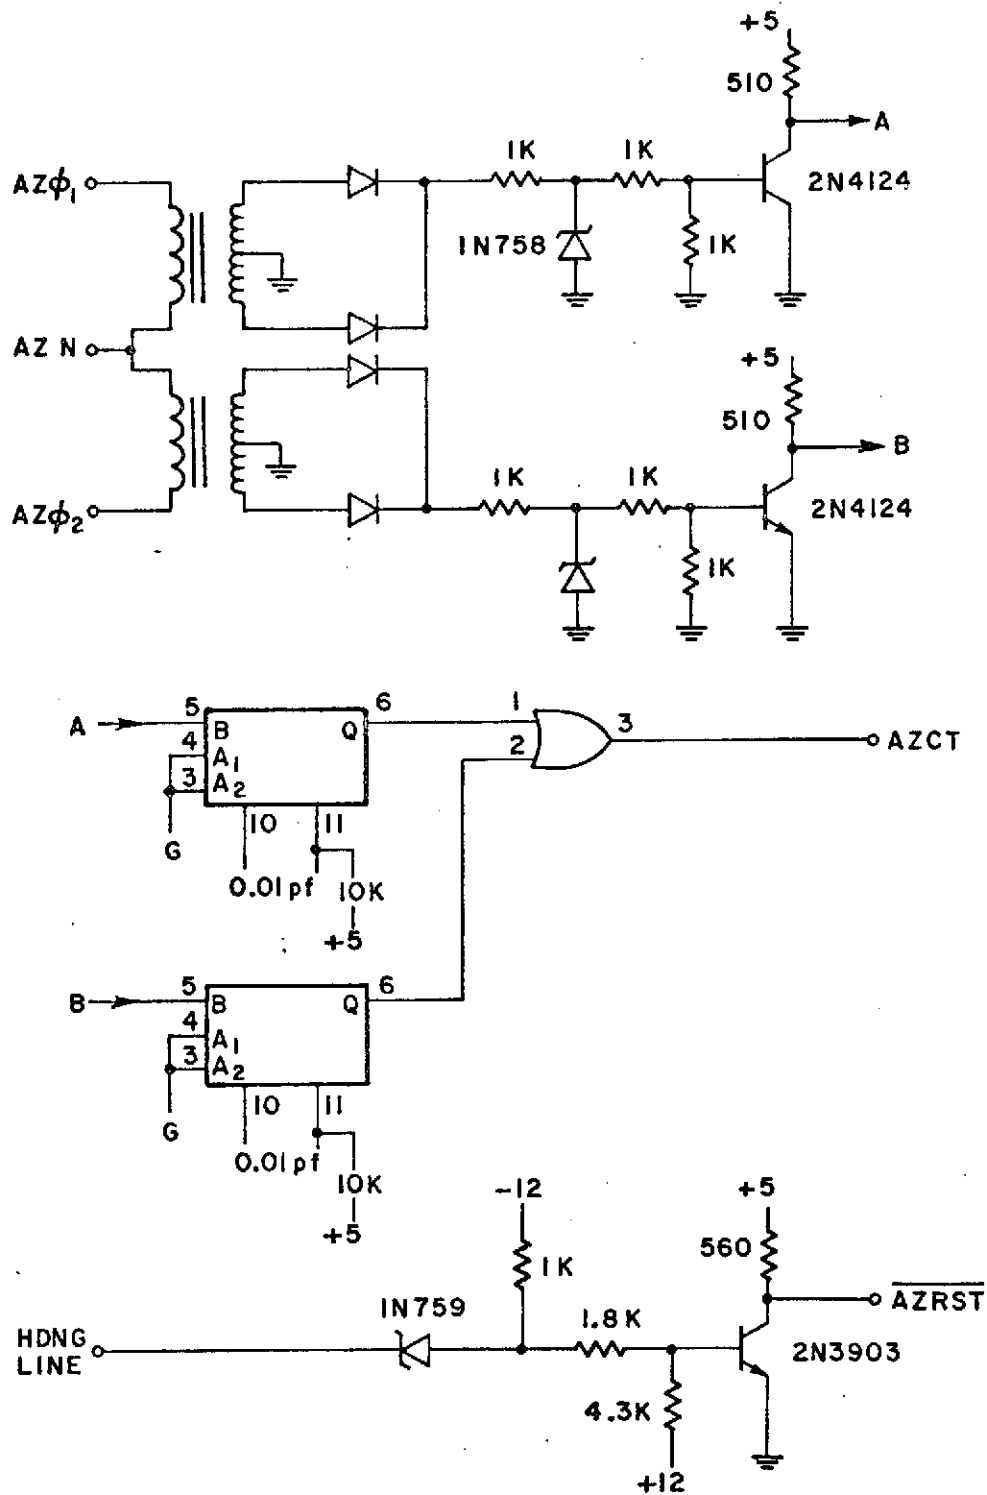 +5
510
A
1K
1K
AZϕ1
2N4124
1N758
1K
AZ N
+5
510
B
1K
1K
AZϕ2
2N4124
1K
A
5
B
Q
6
1
3
AZCT
4
A1
2
3
A2
10
11
G
0.01pf
10K
+5
B
5
B
Q
6
4
A1
3
A2
10
11
G
0.01pf
10K
+5
-12
+5
1K
560
1N759
AZRST
HDNG
LINE
1.8K
2N3903
4.3K
+12